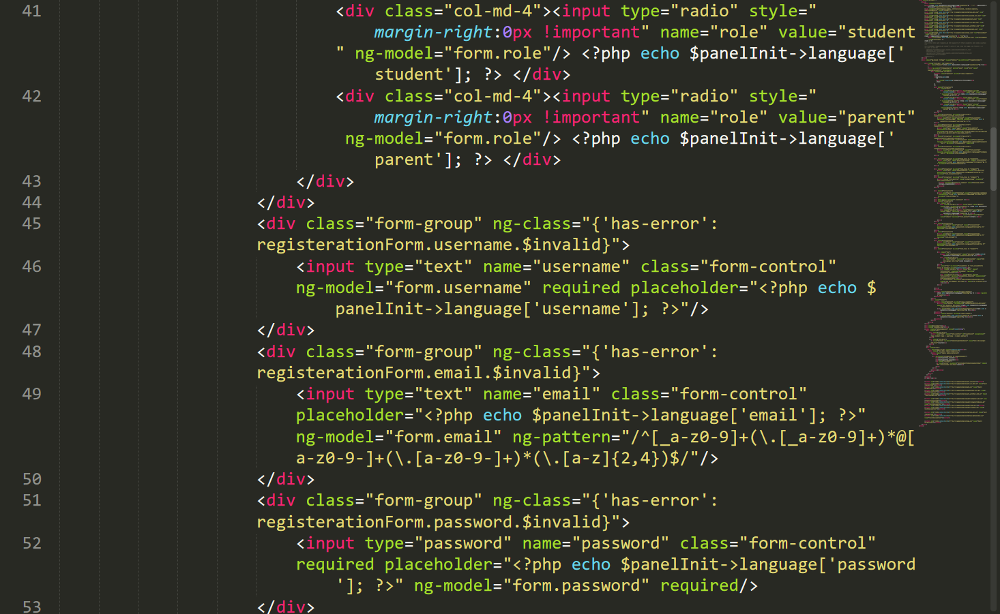 41 <div class="col-md-4"><input type="radio" style="
margin-right:0px !important" name="role" value="student
" ng-model="form.role"/> <?php echo $panelInit->language['
student']; ?> </div>
42 <div class="col-md-4"><input type="radio" style="
margin-right:0px !important" name="role" value="parent"
ng-model="form.role"/> <?php echo $panelInit->language['
parent']; ?> </div>
43 </div>
44 </div>
45 <div class="form-group" ng-class="{'has-error':
registerationForm.username.$invalid}">
46 <input type="text" name="username" class="form-control"
ng-model="form.username" required placeholder="<?php echo $
panelInit->language['username']; ?>"/>
47 </div>
48 <div class="form-group" ng-class="{'has-error':
registerationForm.email.$invalid}">
49 <input type="text" name="email" class="form-control"
placeholder="<?php echo $panelInit->language['email']; ?>"
ng-model="form.email" ng-pattern="/^[_a-z0-9]+(\.[_a-z0-9]+)*@[
a-z0-9-]+(\.[a-z0-9-]+)*(\.[a-z]{2,4})$/"/>
50 </div>
51 <div class="form-group" ng-class="{'has-error':
registerationForm.password.$invalid}">
52 <input type="password" name="password" class="form-control"
required placeholder="<?php echo $panelInit->language['password
']; ?>" ng-model="form.password" required/>
53 </div>